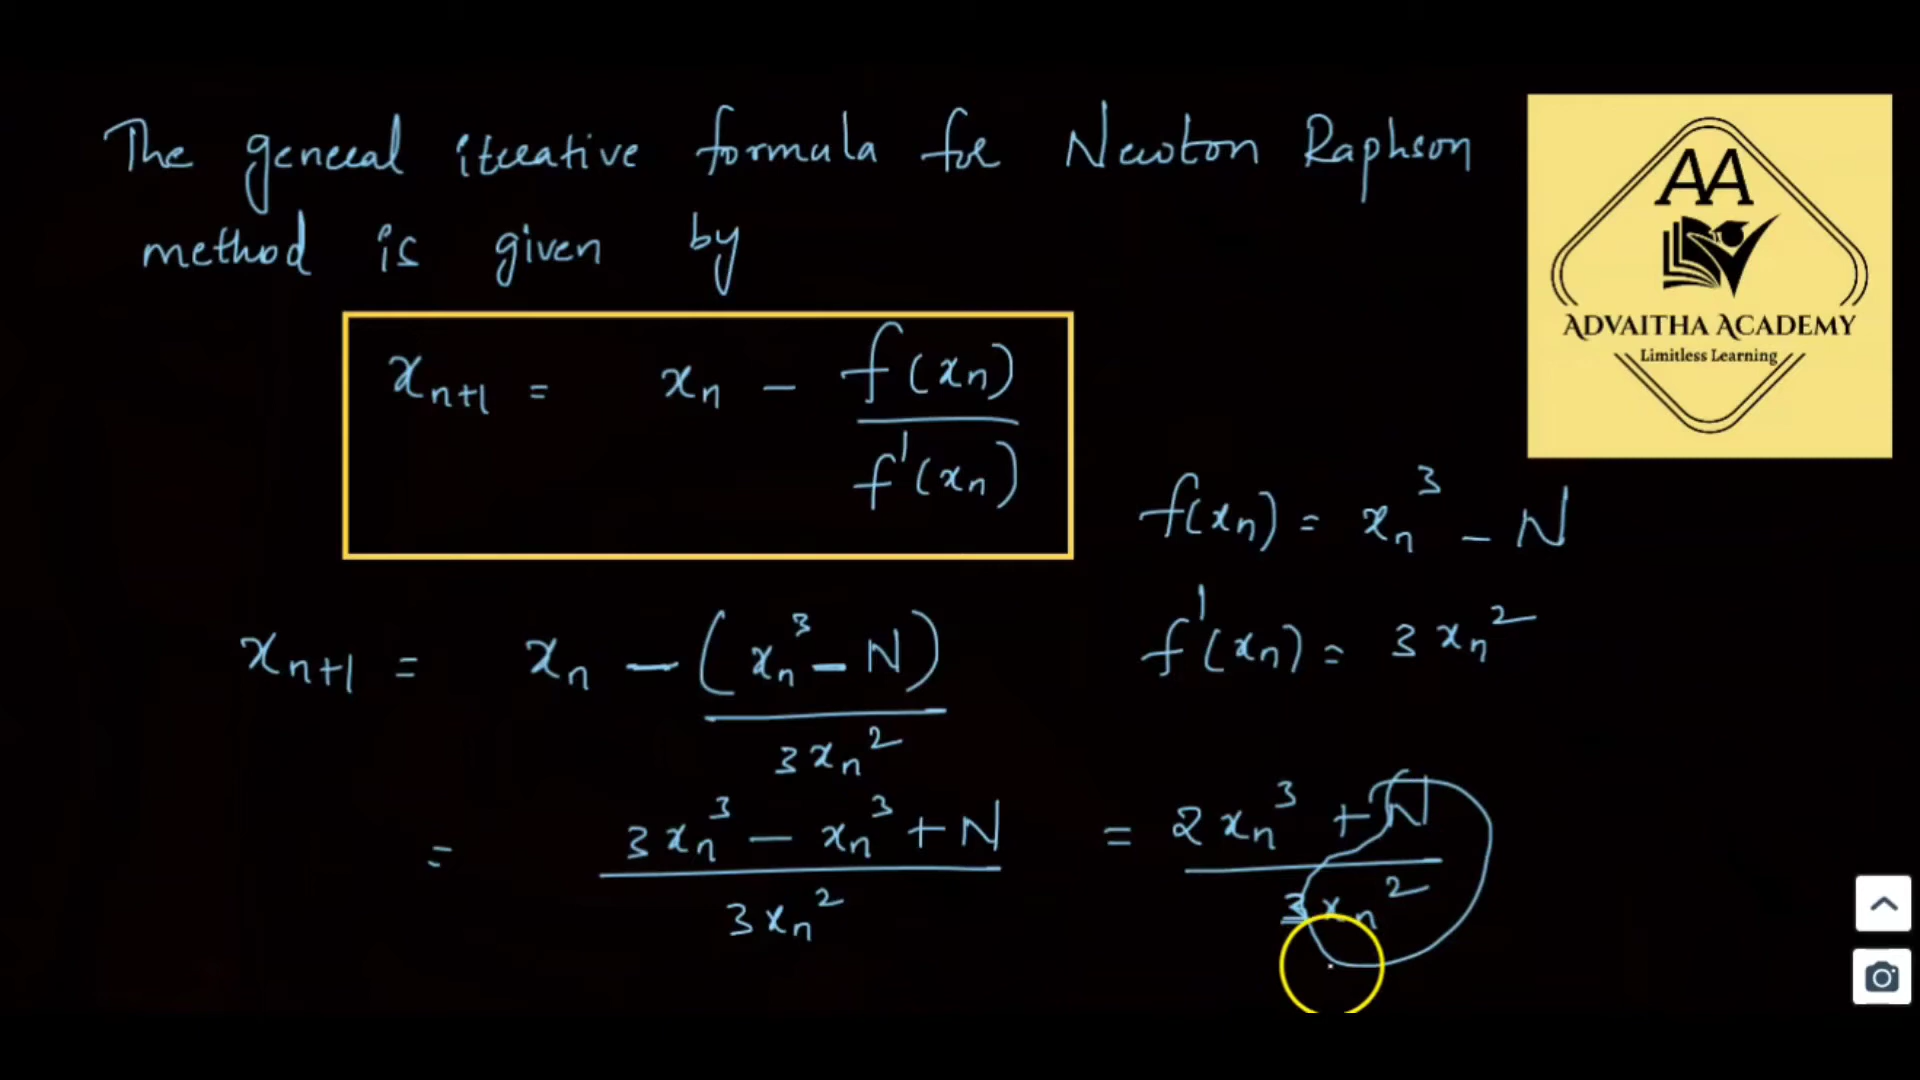 The general iterative formula for Newton Raphson
method is given by
AA
ADVAITHA ACADEMY
Limitless Learning
x_{n+1} = x_n - f(x_n) / f'(x_n)
f(x_n) = x_n^3 - N
f'(x_n) = 3x_n^2
x_{n+1} = x_n - (x_n^3 - N) / 3x_n^2
= (3x_n^3 - x_n^3 + N) / 3x_n^2 = (2x_n^3 + N) / 3x_n^2